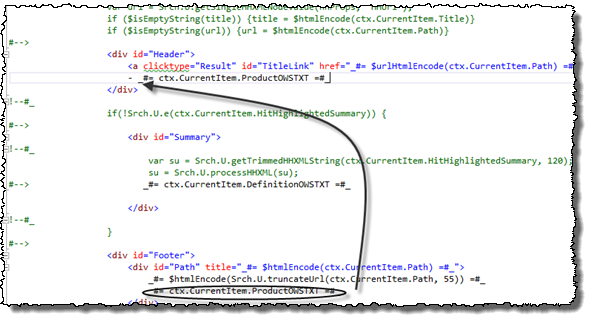 if ($isEmptyString(title)) {title = $htmlEncode(ctx.CurrentItem.Title)}
if ($isEmptyString(url)) {url = $htmlEncode(ctx.CurrentItem.Path)}
#-->
<div id="Header">
<a clicktype="Result" id="TitleLink" href="_#= $urlHtmlEncode(ctx.CurrentItem.Path) =#
- _#= ctx.CurrentItem.ProductOWSTXT =#_
</div>
!--#_
if(!Srch.U.e(ctx.CurrentItem.HitHighlightedSummary)) {
#-->
<div id="Summary">
!--#_
var su = Srch.U.getTrimmedHHXMLString(ctx.CurrentItem.HitHighlightedSummary, 120);
su = Srch.U.processHHXML(su);
#--> _#= ctx.CurrentItem.DefinitionOWSTXT =#_
</div>
!--#_
}
#-->
<div id="Footer">
<div id="Path" title="_#= $htmlEncode(ctx.CurrentItem.Path) =#_">
_#= $htmlEncode(Srch.U.truncateUrl(ctx.CurrentItem.Path, 55)) =#_
#= ctx.CurrentItem.ProductOWSTXT =#
</div>